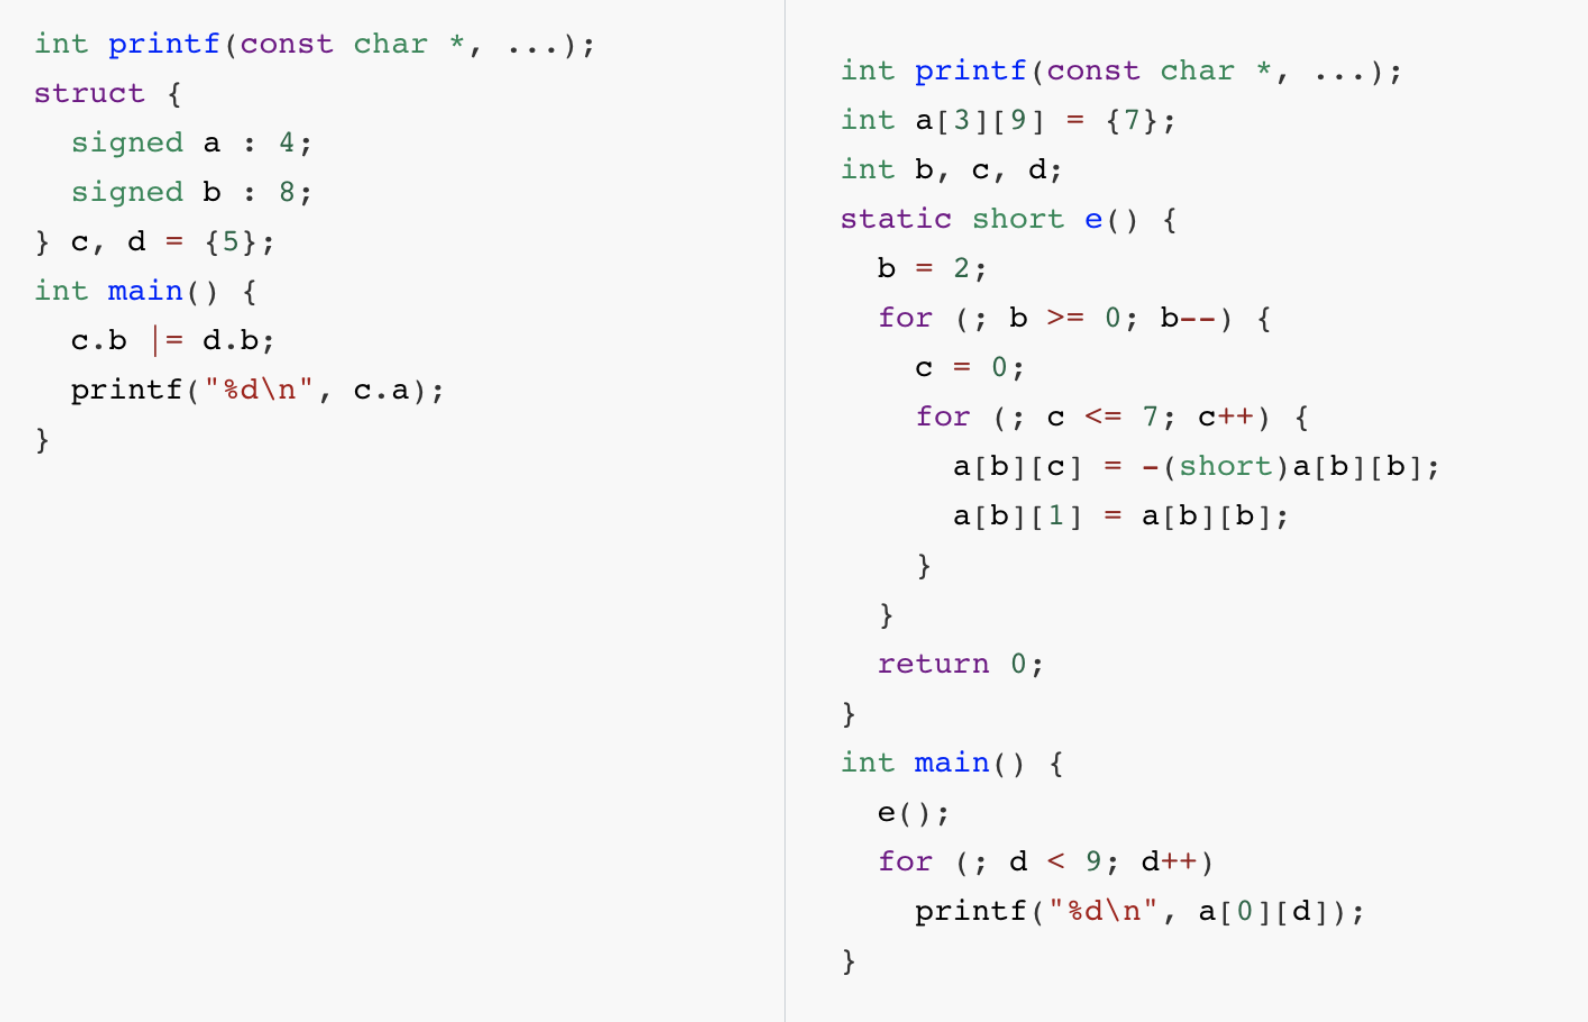 int printf(const char *, ...);
struct {
  signed a : 4;
  signed b : 8;
} c, d = {5};
int main() {
  c.b |= d.b;
  printf("%d\n", c.a);
}
int printf(const char *, ...);
int a[3][9] = {7};
int b, c, d;
static short e() {
  b = 2;
  for (; b >= 0; b--) {
    c = 0;
    for (; c <= 7; c++) {
      a[b][c] = -(short)a[b][b];
      a[b][1] = a[b][b];
    }
  }
  return 0;
}
int main() {
  e();
  for (; d < 9; d++)
    printf("%d\n", a[0][d]);
}